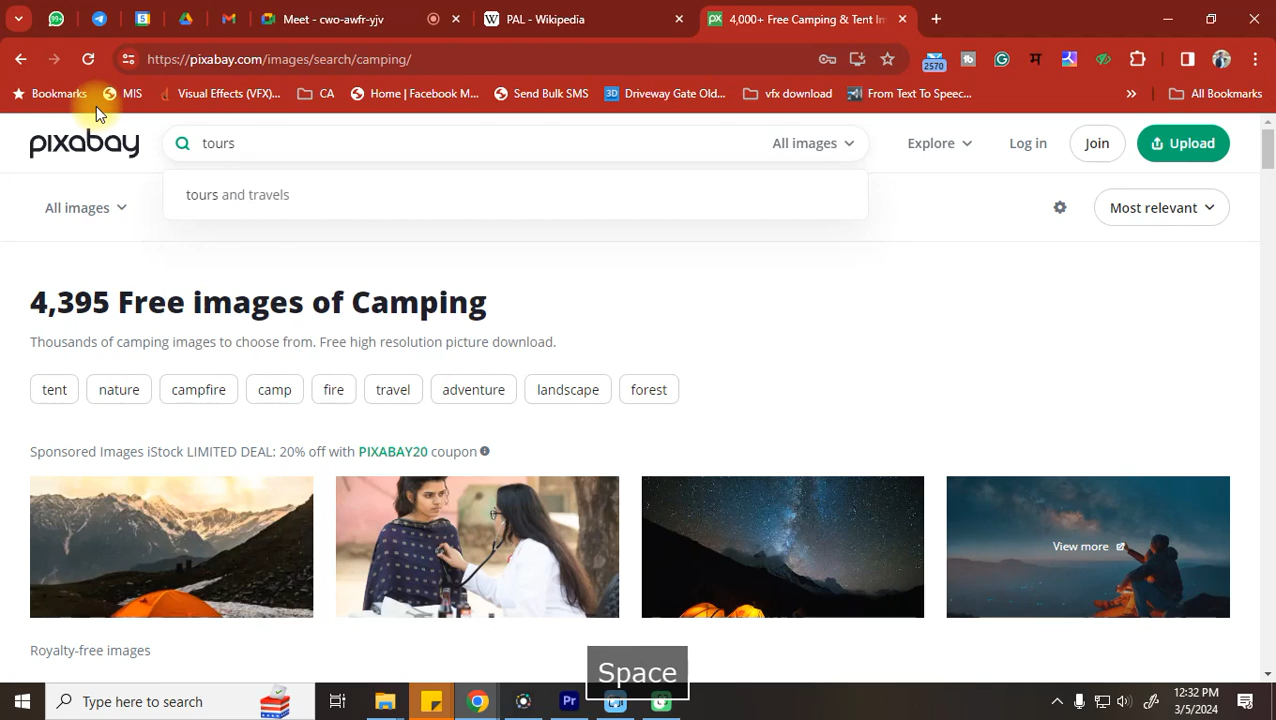 Meet - cwo-awfr-yjv
PAL - Wikipedia
4,000+ Free Camping & Tent Im
https://pixabay.com/images/search/camping/
2570
Bookmarks
MIS
Visual Effects (VFX)...
CA
Home | Facebook M...
Send Bulk SMS
Driveway Gate Old...
vfx download
From Text To Speec...
»
All Bookmarks
pixabay
tours
All images
Explore
Log in
Join
Upload
tours and travels
All images
Most relevant
4,395 Free images of Camping
Thousands of camping images to choose from. Free high resolution picture download.
tent
nature
campfire
camp
fire
travel
adventure
landscape
forest
Sponsored Images iStock LIMITED DEAL: 20% off with PIXABAY20 coupon
View more
Royalty-free images
Space
Type here to search
12:32 PM
3/5/2024